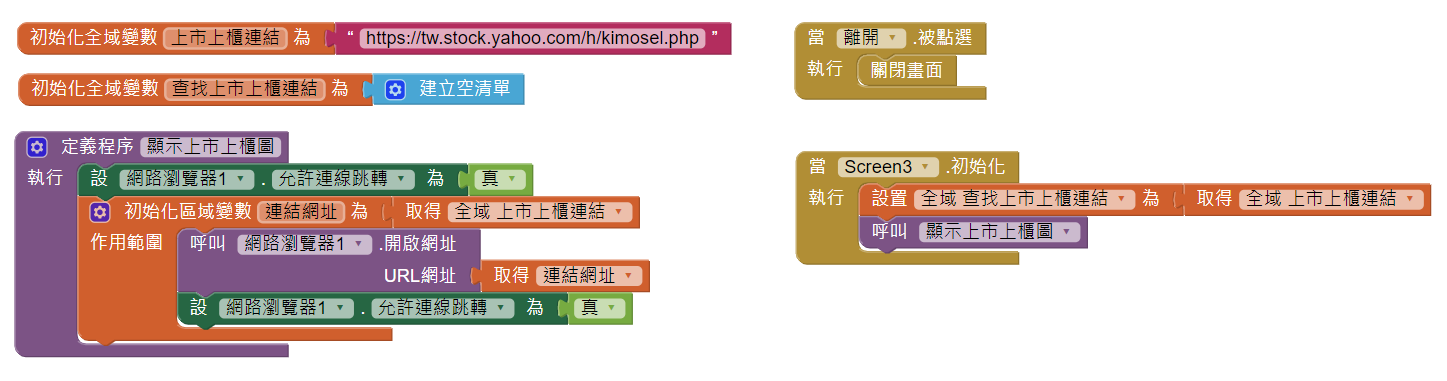 初始化全域變數 上市上櫃連結 為 “ https://tw.stock.yahoo.com/h/kimosel.php ”
初始化全域變數 查找上市上櫃連結 為 建立空清單
定義程序 顯示上市上櫃圖
執行 設 網路瀏覽器1 . 允許連線跳轉 為 真
初始化區域變數 連結網址 為 取得 全域 上市上櫃連結
作用範圍 呼叫 網路瀏覽器1 .開啟網址
URL網址 取得 連結網址
設 網路瀏覽器1 . 允許連線跳轉 為 真
當 離開 .被點選
執行 關閉畫面
當 Screen3 .初始化
執行 設置 全域 查找上市上櫃連結 為 取得 全域 上市上櫃連結
呼叫 顯示上市上櫃圖